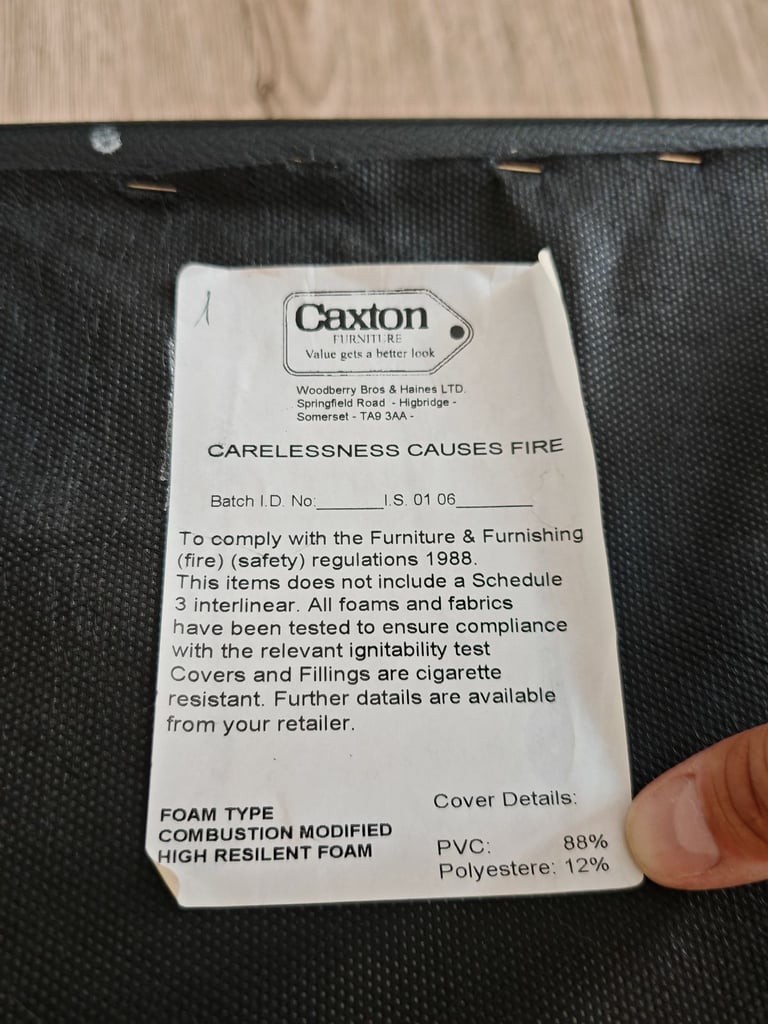 1
Caxton
FURNITURE
Value gets a better look
Woodberry Bros & Haines LTD.
Springfield Road - Higbridge -
Somerset - TA9 3AA -
CARELESSNESS CAUSES FIRE
Batch I.D. No:_______I.S. 01 06________
To comply with the Furniture & Furnishing
(fire) (safety) regulations 1988.
This items does not include a Schedule
3 interlinear. All foams and fabrics
have been tested to ensure compliance
with the relevant ignitability test
Covers and Fillings are cigarette
resistant. Further datails are available
from your retailer.
FOAM TYPE
COMBUSTION MODIFIED
HIGH RESILENT FOAM
Cover Details:
PVC: 88%
Polyestere: 12%